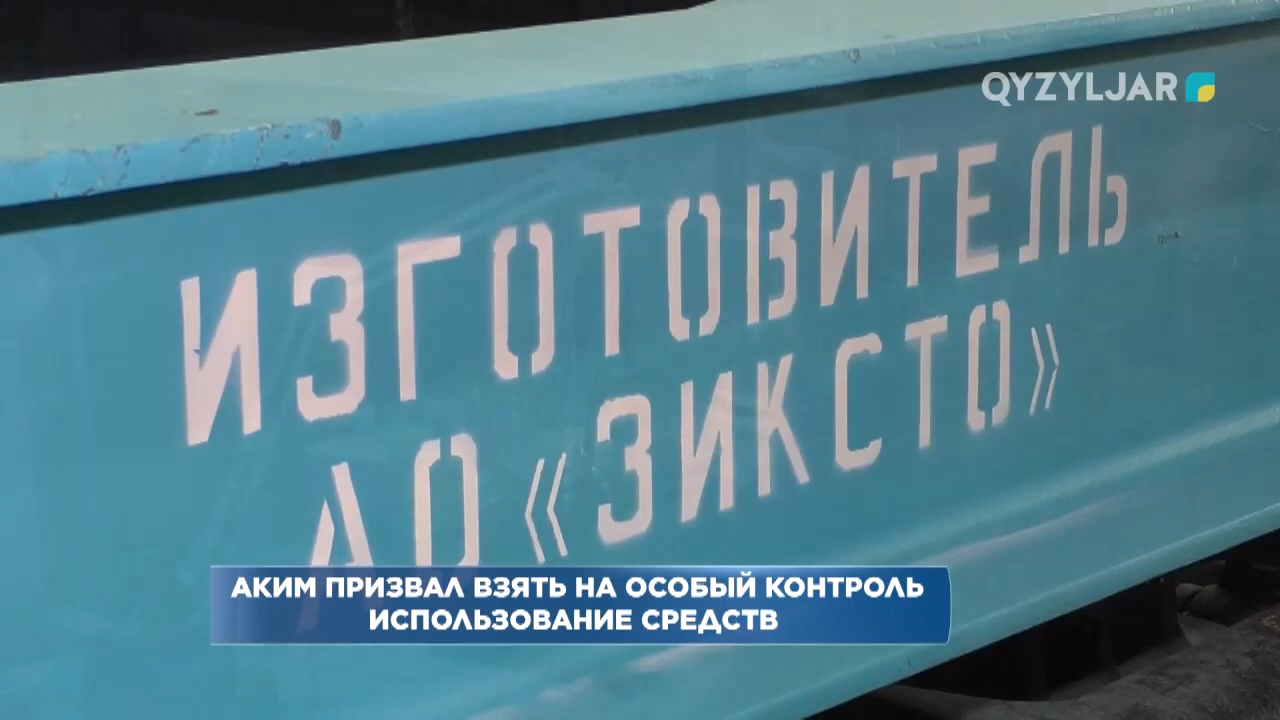 QYZYLJAR
ИЗГОТОВИТЕЛЬ
АО «ЗИКСТО»
АКИМ ПРИЗВАЛ ВЗЯТЬ НА ОСОБЫЙ КОНТРОЛЬ
ИСПОЛЬЗОВАНИЕ СРЕДСТВ